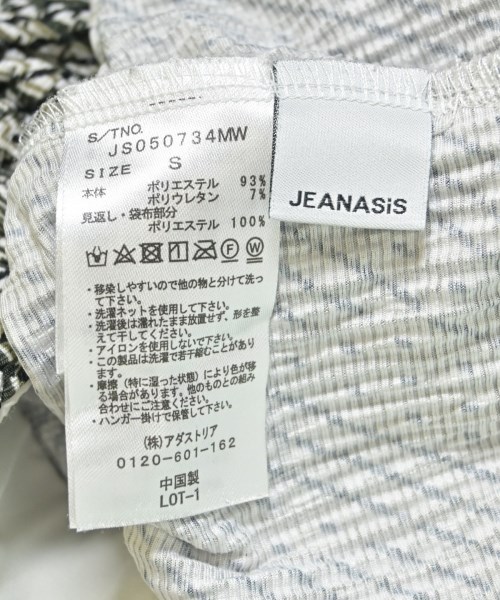 S/TNO.
JS050734MW
SIZE S
本体 ポリエステル 93%
ポリウレタン 7%
見返し・袋布部分
ポリエステル 100%
・移染しやすいので他の物と分けて洗っ
て下さい。
・洗濯ネットを使用して下さい。
・洗濯後は濡れたまま放置せず、形を整
えて干してください。
・アイロンを使用しないで下さい。
・この製品は洗濯で若干縮むことがあり
ます。
・摩擦（特に湿った状態）により色が移
る場合があります。他のものとの組み
合わせにご注意ください。
・ハンガー掛けで保管して下さい。
(株)アダストリア
0120-601-162
中国製
LOT-1
JEANASiS